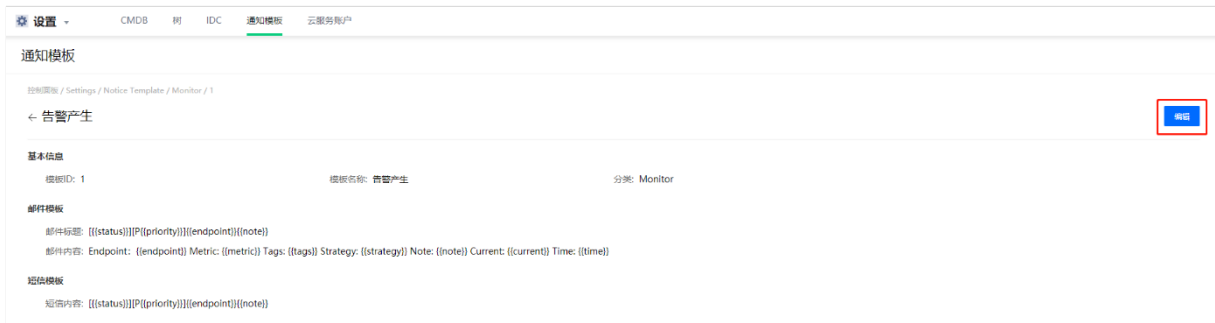 设置 CMDB 树 IDC 通知模板 云服务账户
通知模板
控制面板 / Settings / Notice Template / Monitor / 1
← 告警产生 编辑
基本信息
模板ID: 1 模板名称: 告警产生 分类: Monitor
邮件模板
邮件标题: [{{status}}][P{{priority}}]{{endpoint}}{{note}}
邮件内容: Endpoint: {{endpoint}} Metric: {{metric}} Tags: {{tags}} Strategy: {{strategy}} Note: {{note}} Current: {{current}} Time: {{time}}
短信模板
短信内容: [{{status}}][P{{priority}}]{{endpoint}}{{note}}